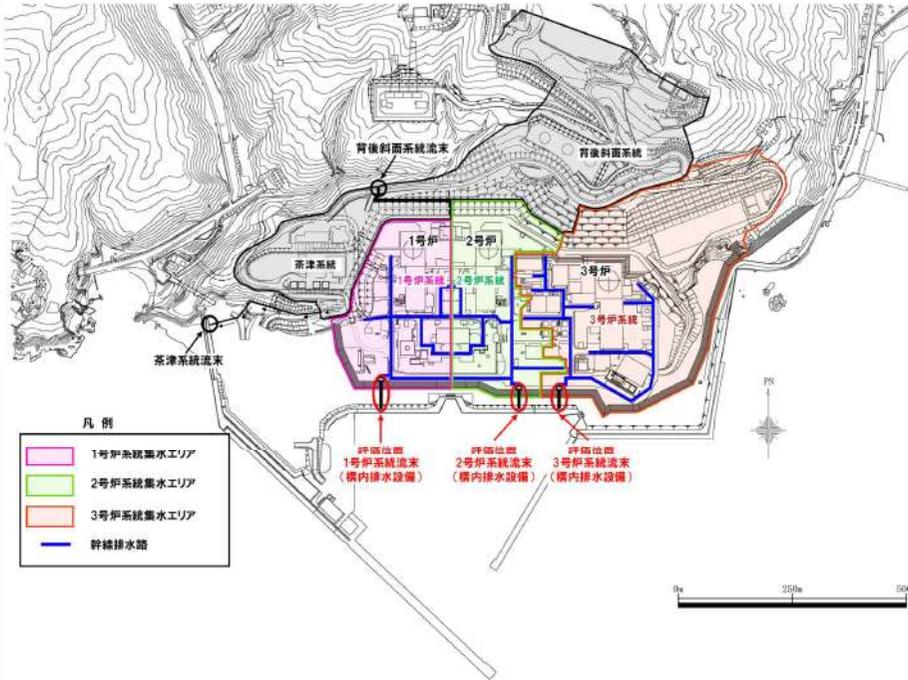 背後斜面系統流末
背後斜面系統
1号炉
2号炉
3号炉
茶津系統
1号炉系統
2号炉系統
3号炉系統
茶津系統流末
PN
評価位置
1号炉系統流末
(構内排水設備)
評価位置
2号炉系統流末
(構内排水設備)
評価位置
3号炉系統流末
(構内排水設備)
凡 例
1号炉系統集水エリア
2号炉系統集水エリア
3号炉系統集水エリア
幹線排水路
0m
250m
500